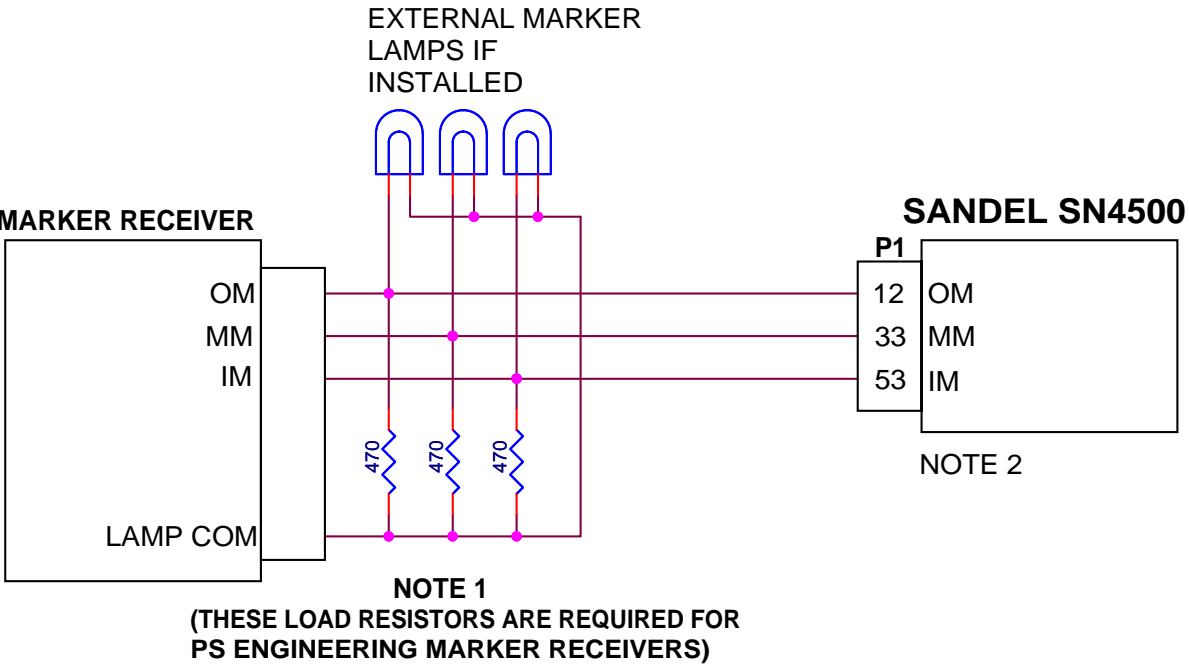 EXTERNAL MARKER
LAMPS IF
INSTALLED
MARKER RECEIVER
SANDEL SN4500
P1
OM
12 OM
MM
33 MM
IM
53 IM
470 470 470
NOTE 2
LAMP COM
NOTE 1
(THESE LOAD RESISTORS ARE REQUIRED FOR
PS ENGINEERING MARKER RECEIVERS)